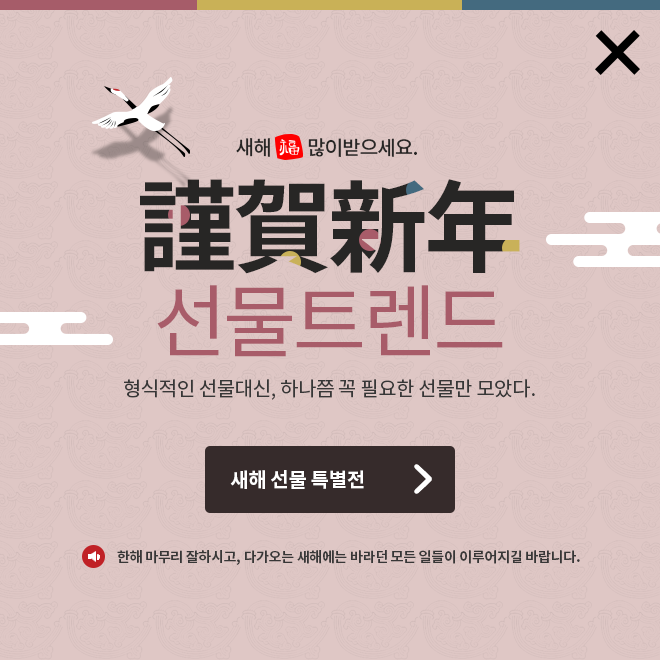 새해 福 많이받으세요.
謹賀新年
선물트렌드
형식적인 선물대신, 하나쯤 꼭 필요한 선물만 모았다.
새해 선물 특별전
한해 마무리 잘하시고, 다가오는 새해에는 바라던 모든 일들이 이루어지길 바랍니다.